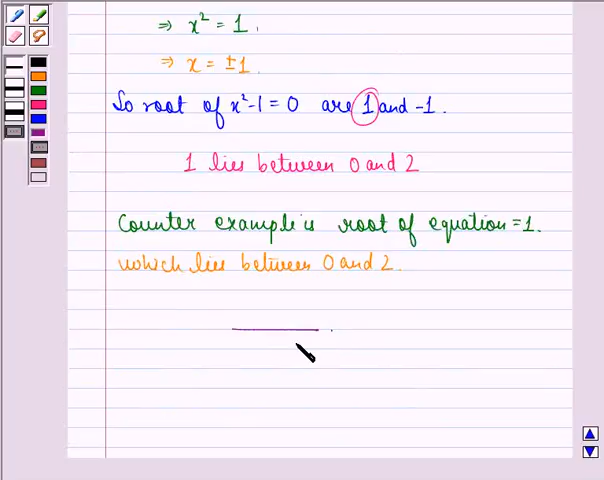 ⇒ x² = 1.
⇒ x = ±1.
So root of x²-1=0 are 1 and -1.
1 lies between 0 and 2
Counter example is root of equation = 1.
which lies between 0 and 2.